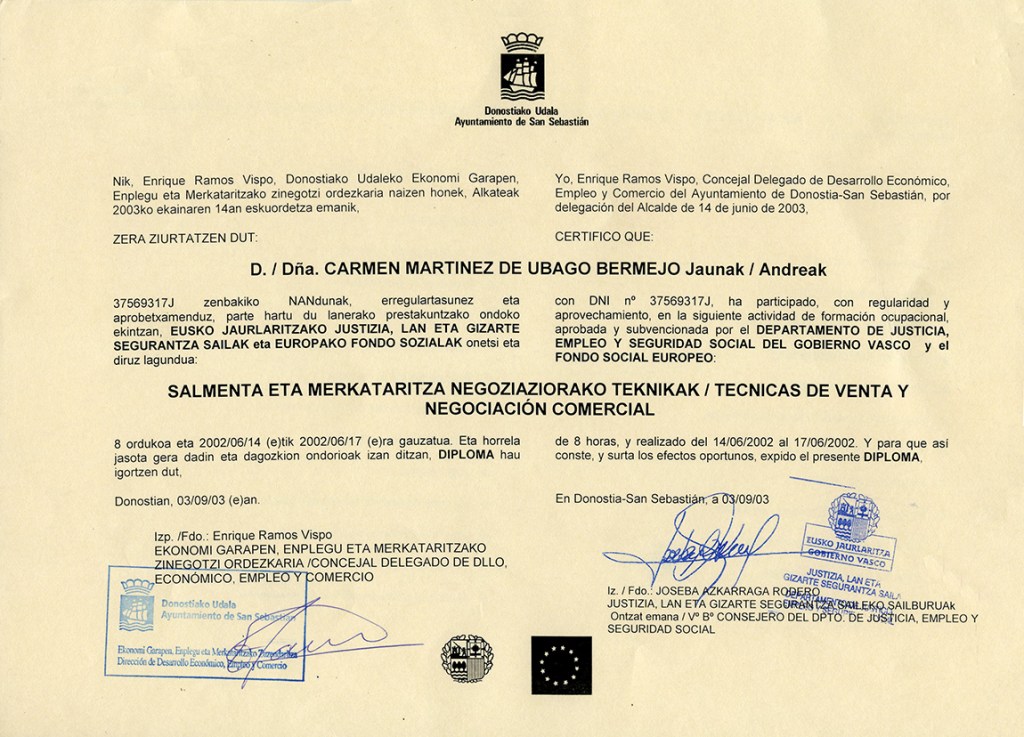 Donostiako Udala
Ayuntamiento de San Sebastián
Nik, Enrique Ramos Vispo, Donostiako Udaleko Ekonomi Garapen,
Enplegu eta Merkataritzako zinegotzi ordezkaria naizen honek, Alkateak
2003ko ekainaren 14an eskuordetza emanik,
ZERA ZIURTATZEN DUT:
Yo, Enrique Ramos Vispo, Concejal Delegado de Desarrollo Económico,
Empleo y Comercio del Ayuntamiento de Donostia-San Sebastián, por
delegación del Alcalde de 14 de junio de 2003,
CERTIFICO QUE:
D. / Dña. CARMEN MARTINEZ DE UBAGO BERMEJO Jaunak / Andreak
37569317J zenbakiko NANdunak, erregulartasunez eta
aprobetxamenduz, parte hartu du lanerako prestakuntzako ondoko
ekintzan, EUSKO JAURLARITZAKO JUSTIZIA, LAN ETA GIZARTE
SEGURANTZA SAILAK eta EUROPAKO FONDO SOZIALAK onetsi eta
diruz lagundua:
con DNI nº 37569317J, ha participado, con regularidad y
aprovechamiento, en la siguiente actividad de formación ocupacional,
aprobada y subvencionada por el DEPARTAMENTO DE JUSTICIA,
EMPLEO Y SEGURIDAD SOCIAL DEL GOBIERNO VASCO y el
FONDO SOCIAL EUROPEO:
SALMENTA ETA MERKATARITZA NEGOZIAZIORAKO TEKNIKAK / TECNICAS DE VENTA Y
NEGOCIACIÓN COMERCIAL
8 ordukoa eta 2002/06/14 (e)tik 2002/06/17 (e)ra gauzatua. Eta horrela
jasota gera dadin eta dagozkion ondorioak izan ditzan, DIPLOMA hau
igortzen dut,
Donostian, 03/09/03 (e)an.
de 8 horas, y realizado del 14/06/2002 al 17/06/2002. Y para que así
conste, y surta los efectos oportunos, expido el presente DIPLOMA,
En Donostia-San Sebastián, a 03/09/03
Izp. /Fdo.: Enrique Ramos Vispo
EKONOMI GARAPEN, ENPLEGU ETA MERKATARITZAKO
ZINEGOTZI ORDEZKARIA /CONCEJAL DELEGADO DE DLLO,
ECONÓMICO, EMPLEO Y COMERCIO
Donostiako Udala
Ayuntamiento de San Sebastián
Ekonomi Garapen, Enplegu eta Merkataritzako Zuzendaritza
Dirección de Desarrollo Económico, Empleo y Comercio
EUSKO JAURLARITZA
GOBIERNO VASCO
JUSTIZIA, LAN ETA
GIZARTE SEGURANTZA SAILA
Iz. / Fdo.: JOSEBA AZKARRAGA RODERO
JUSTIZIA, LAN ETA GIZARTE SEGURANTZA SAILEKO SAILBURUAK
Ontzat emana / Vº Bº CONSEJERO DEL DPTO. DE JUSTICIA, EMPLEO Y
SEGURIDAD SOCIAL